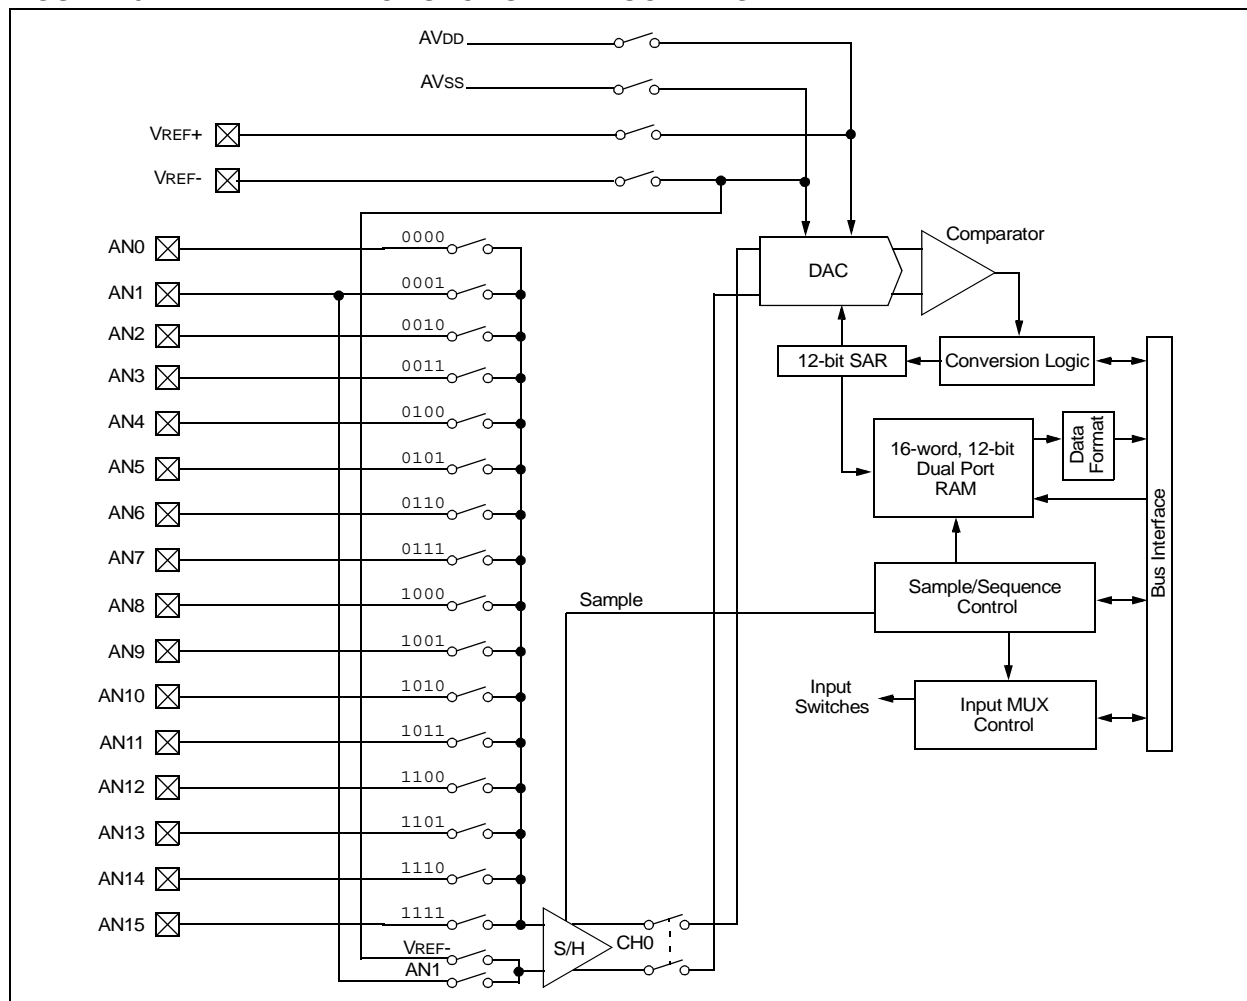 AVDD
AVSS
VREF+
VREF-
AN0
0000
AN1
0001
AN2
0010
AN3
0011
AN4
0100
AN5
0101
AN6
0110
AN7
0111
AN8
1000
AN9
1001
AN10
1010
AN11
1011
AN12
1100
AN13
1101
AN14
1110
AN15
1111
VREF-
AN1
S/H
CH0
DAC
Comparator
12-bit SAR
Conversion Logic
16-word, 12-bit
Dual Port
RAM
Data
Format
Bus Interface
Sample
Sample/Sequence
Control
Input
Switches
Input MUX
Control